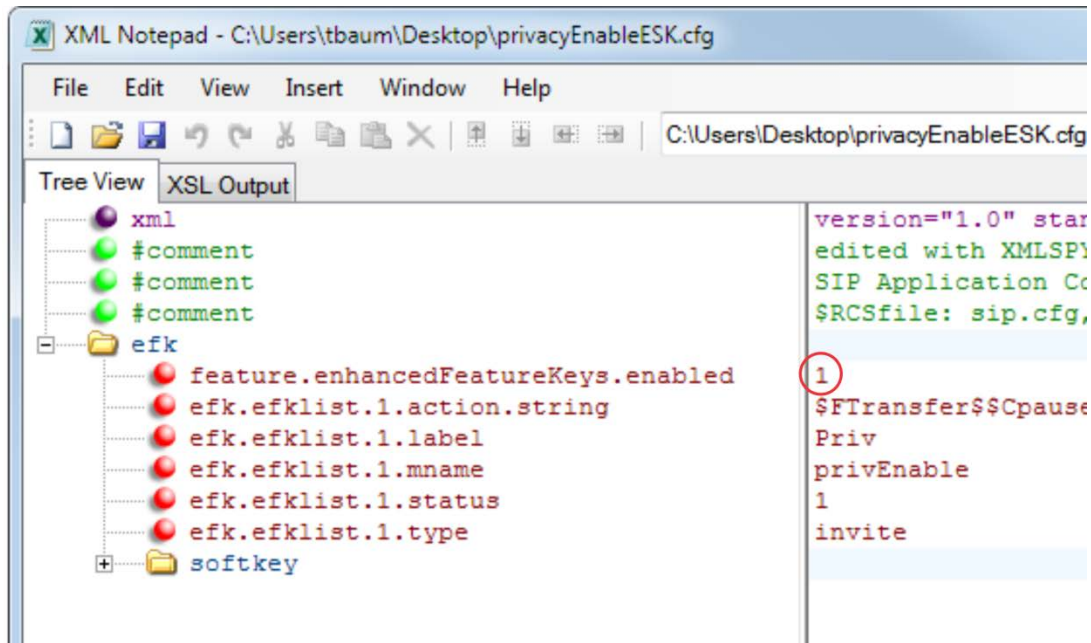 XML Notepad - C:\Users\tbaum\Desktop\privacyEnableESK.cfg
File Edit View Insert Window Help
C:\Users\Desktop\privacyEnableESK.cfg
Tree View XSL Output
xml version="1.0" stan
#comment edited with XMLSPY
#comment SIP Application Co
#comment $RCSfile: sip.cfg,
efk
feature.enhancedFeatureKeys.enabled 1
efk.efklist.1.action.string $FTransfer$$Cpause
efk.efklist.1.label Priv
efk.efklist.1.mname privEnable
efk.efklist.1.status 1
efk.efklist.1.type invite
softkey